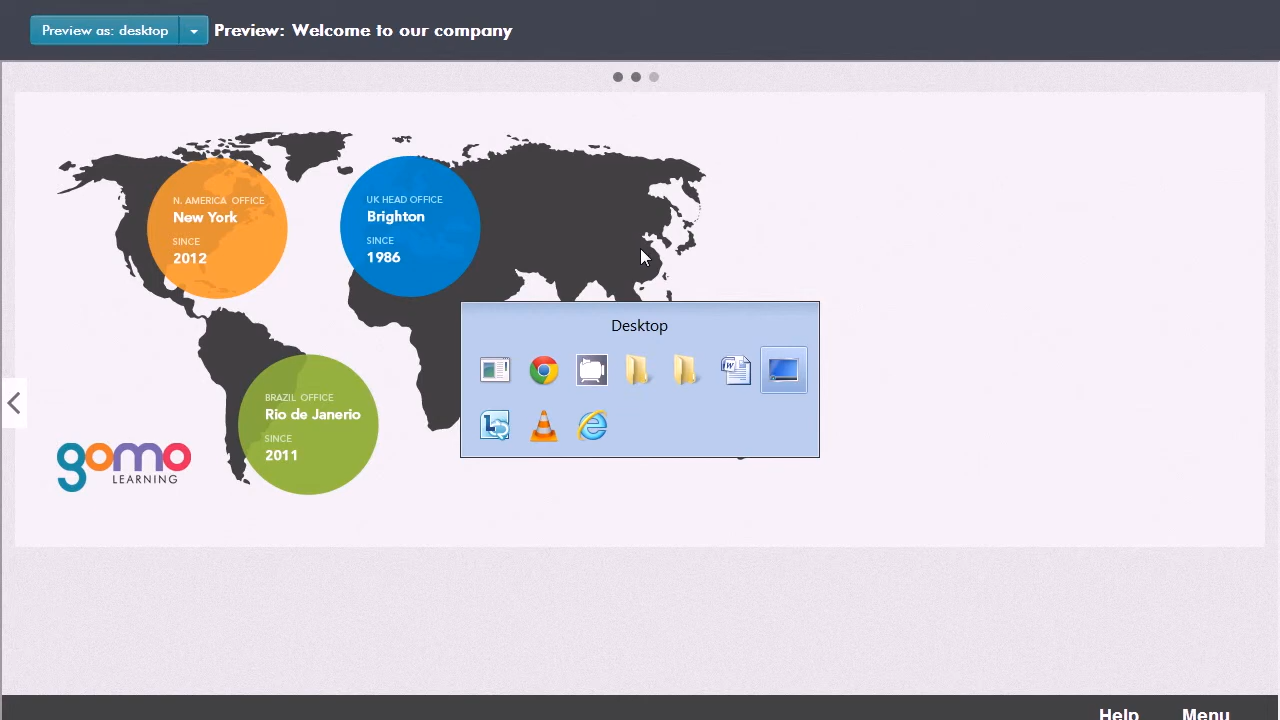 Preview as: desktop
Preview: Welcome to our company
N. AMERICA OFFICE
New York
SINCE
2012
UK HEAD OFFICE
Brighton
SINCE
1986
Desktop
BRAZIL OFFICE
Rio de Janerio
SINCE
2011
gomo
LEARNING
Help
Menu